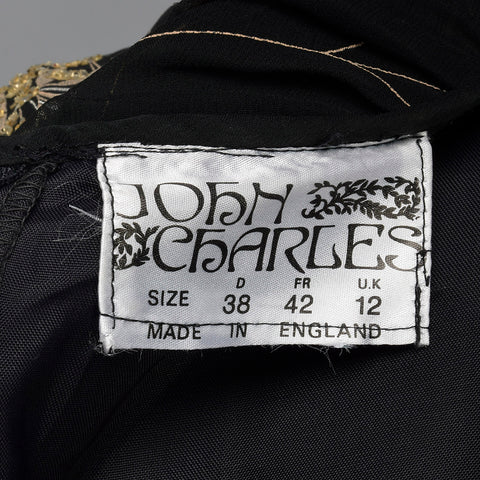 JOHN
CHARLES
D FR U.K
SIZE 38 42 12
MADE IN ENGLAND